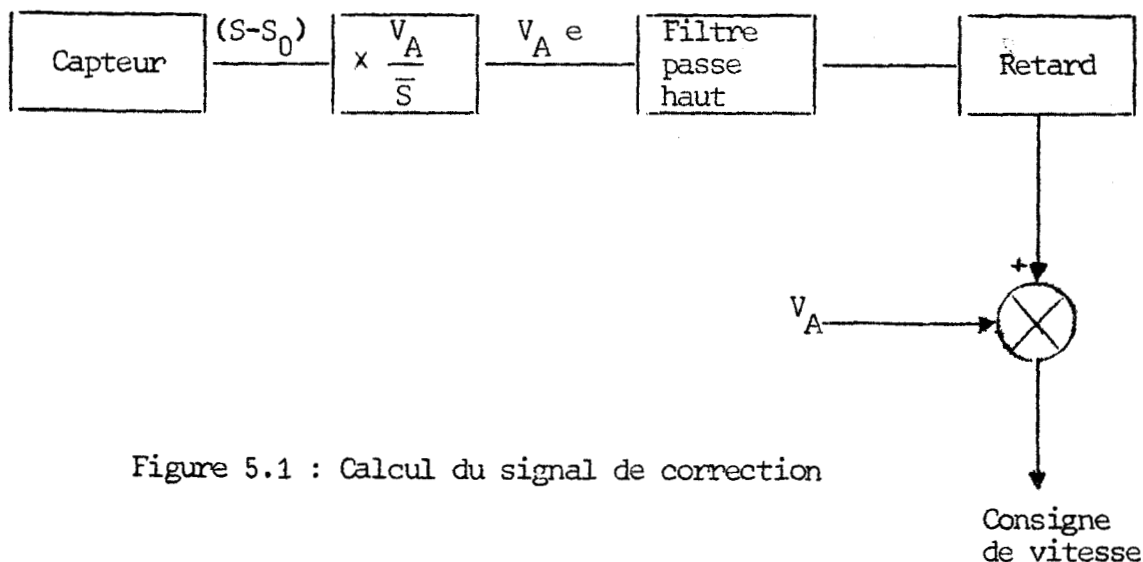 Capteur
(S-S0)
× VA
S̅
VA e
Filtre
passe
haut
Retard
+
VA
Figure 5.1 : Calcul du signal de correction
Consigne
de vitesse